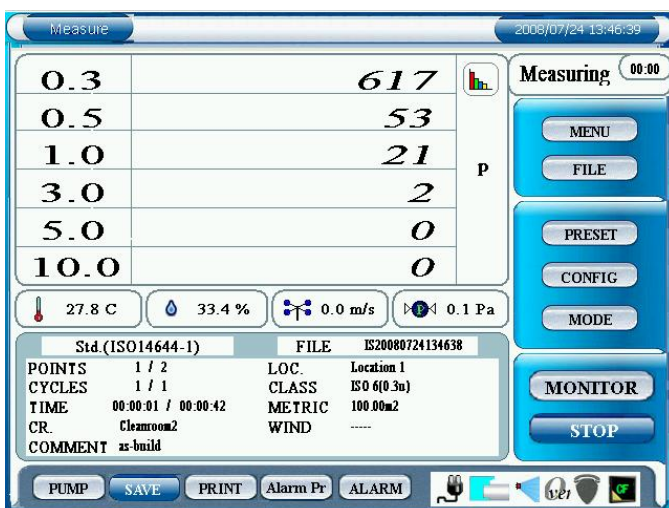 Measure 2008/07/24 13:46:39
0.3 617
0.5 53
1.0 21
3.0 2
5.0 0
10.0 0
P
Measuring 00:00
MENU
FILE
PRESET
CONFIG
MODE
MONITOR
STOP
27.8 C 33.4 % 0.0 m/s P 0.1 Pa
Std.(ISO14644-1) FILE IS20080724134638
POINTS 1 / 2 LOC. Location 1
CYCLES 1 / 1 CLASS ISO 6(0.3u)
TIME 00:00:01 / 00:00:42 METRIC 100.00m2
CR. Cleanroom2 WIND -----
COMMENT as-build
PUMP SAVE PRINT Alarm Pr ALARM CF